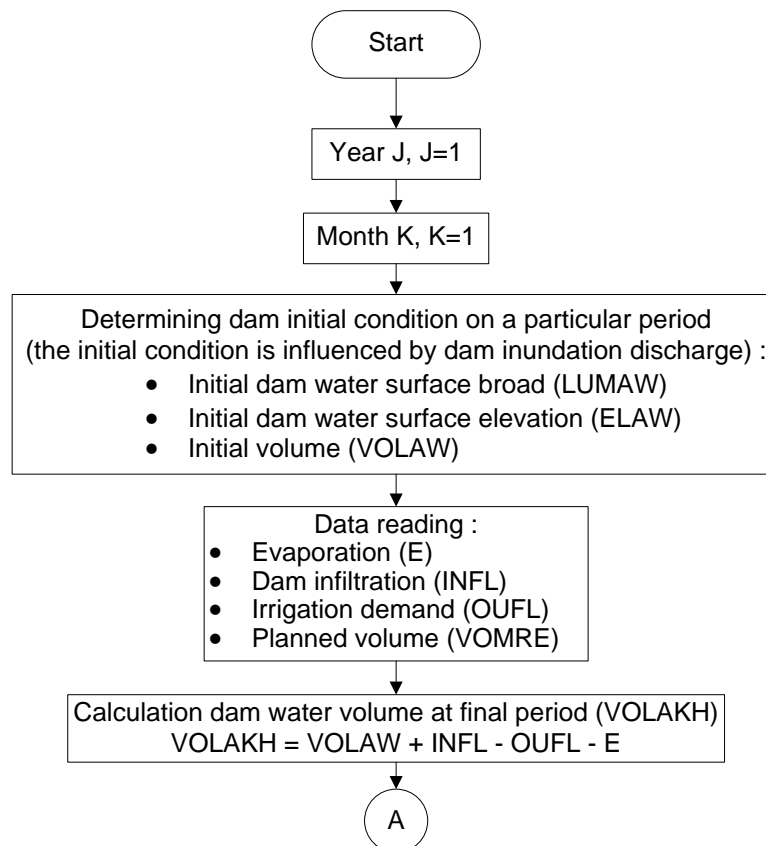 Start
Year J, J=1
Month K, K=1
Determining dam initial condition on a particular period
(the initial condition is influenced by dam inundation discharge) :
• Initial dam water surface broad (LUMAW)
• Initial dam water surface elevation (ELAW)
• Initial volume (VOLAW)
Data reading :
• Evaporation (E)
• Dam infiltration (INFL)
• Irrigation demand (OUFL)
• Planned volume (VOMRE)
Calculation dam water volume at final period (VOLAKH)
VOLAKH = VOLAW + INFL - OUFL - E
A